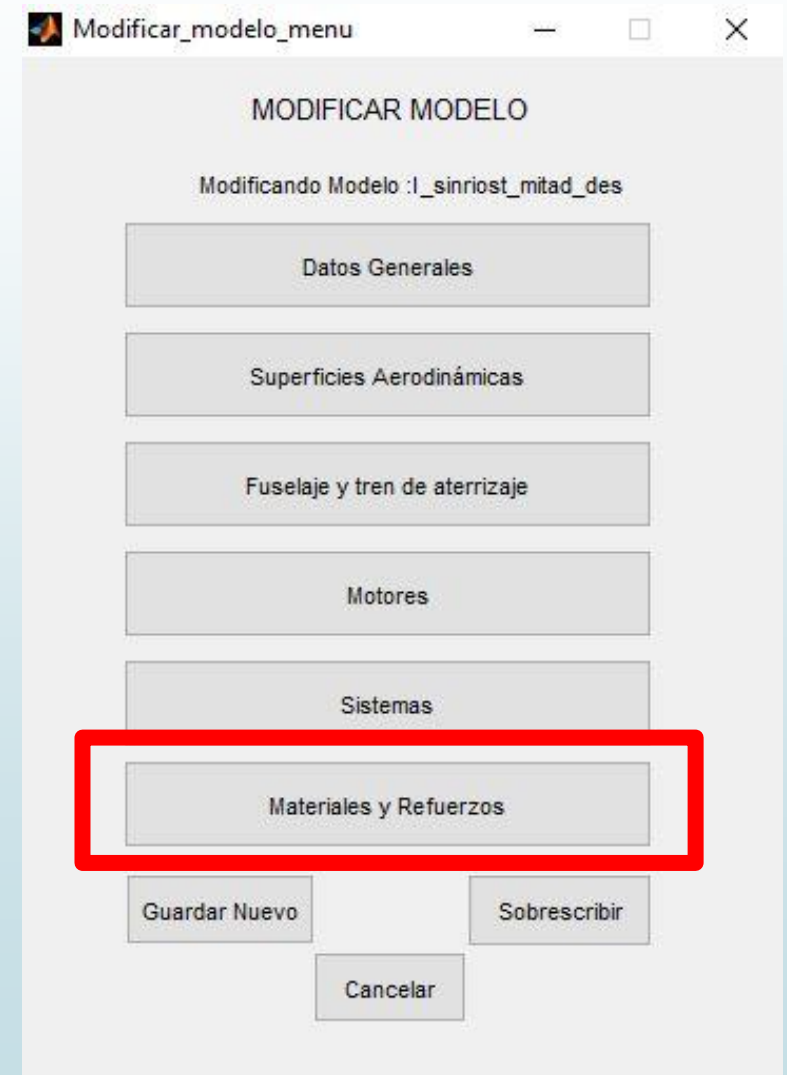 Modificar_modelo_menu
MODIFICAR MODELO
Modificando Modelo :I_sinriost_mitad_des
Datos Generales
Superficies Aerodinámicas
Fuselaje y tren de aterrizaje
Motores
Sistemas
Materiales y Refuerzos
Guardar Nuevo
Sobrescribir
Cancelar